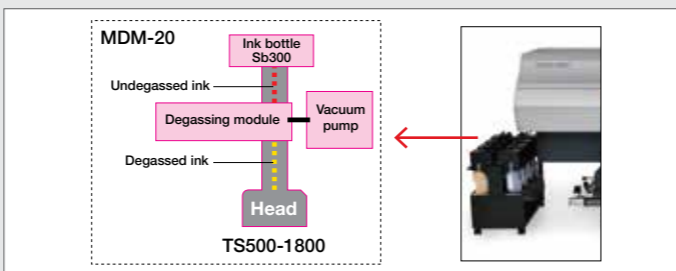 MDM-20
Ink bottle
Sb300
Undegassed ink
Degassing module
Vacuum
pump
Degassed ink
Head
TS500-1800